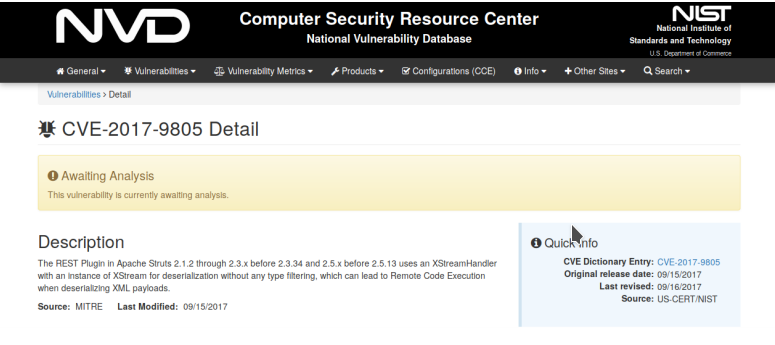 NVD
Computer Security Resource Center
National Vulnerability Database
NIST
National Institute of
Standards and Technology
U.S. Department of Commerce
General Vulnerabilities Vulnerability Metrics Products Configurations (CCE) Info Other Sites Search
Vulnerabilities > Detail
CVE-2017-9805 Detail
Awaiting Analysis
This vulnerability is currently awaiting analysis.
Description
The REST Plugin in Apache Struts 2.1.2 through 2.3.x before 2.3.34 and 2.5.x before 2.5.13 uses an XStreamHandler
with an instance of XStream for deserialization without any type filtering, which can lead to Remote Code Execution
when deserializing XML payloads.
Source: MITRE Last Modified: 09/15/2017
Quick Info
CVE Dictionary Entry: CVE-2017-9805
Original release date: 09/15/2017
Last revised: 09/16/2017
Source: US-CERT/NIST